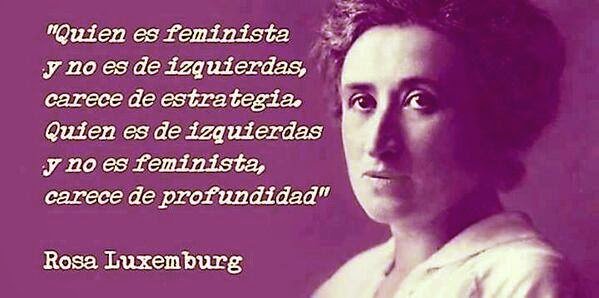 "Quien es feminista
y no es de izquierdas,
carece de estrategia.
Quien es de izquierdas
y no es feminista,
carece de profundidad"
Rosa Luxemburg